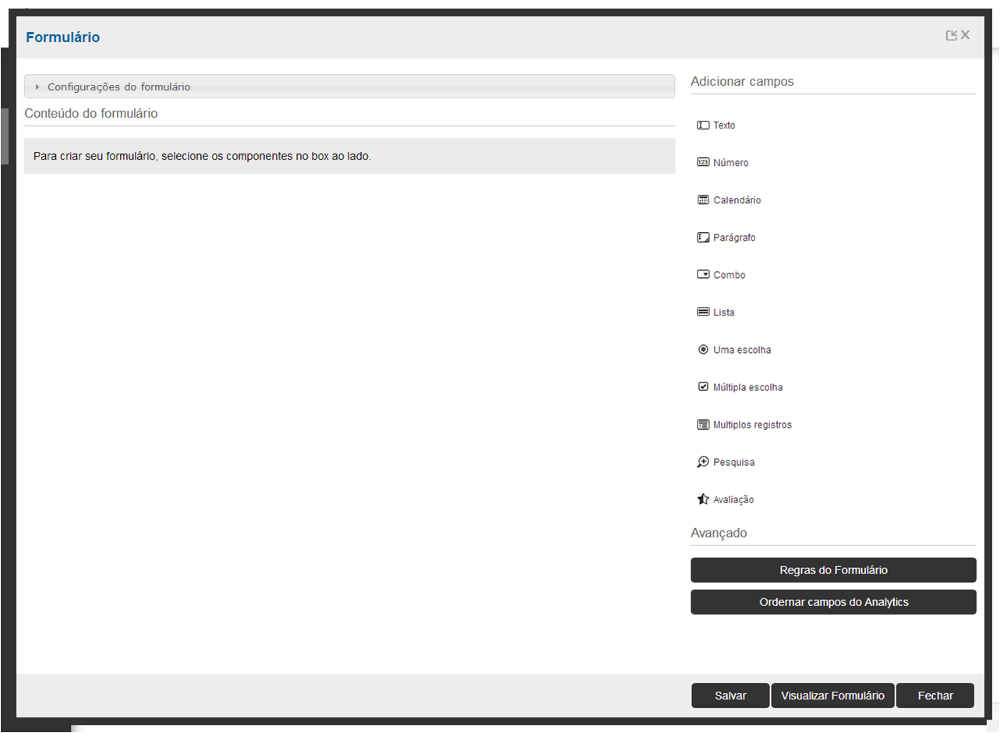 Formulário
Configurações do formulário
Conteúdo do formulário
Para criar seu formulário, selecione os componentes no box ao lado.
Adicionar campos
Texto
123 Número
Calendário
Parágrafo
Combo
Lista
Uma escolha
Múltipla escolha
Multiplos registros
Pesquisa
Avaliação
Avançado
Regras do Formulário
Ordernar campos do Analytics
Salvar Visualizar Formulário Fechar